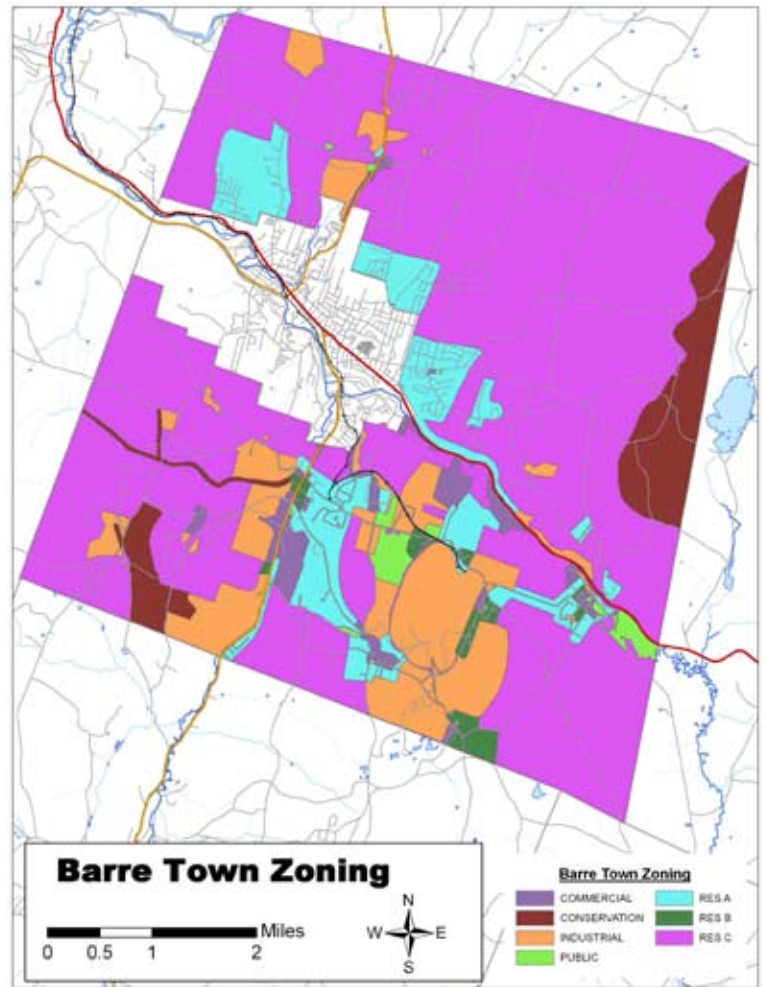 Barre Town Zoning
Miles
0 0.5 1 2
N
W E
S
Barre Town Zoning
COMMERCIAL
CONSERVATION
INDUSTRIAL
PUBLIC
RES A
RES B
RES C